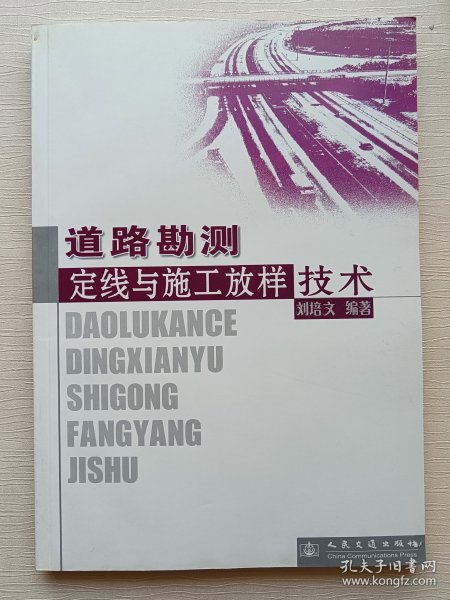 道路勘测
定线与施工放样技术
刘培文 编著
DAOLUKANCE
DINGXIANYU
SHIGONG
FANGYANG
JISHU
人民交通出版社
China Communications Press
孔夫子旧书网
www.kongfz.com